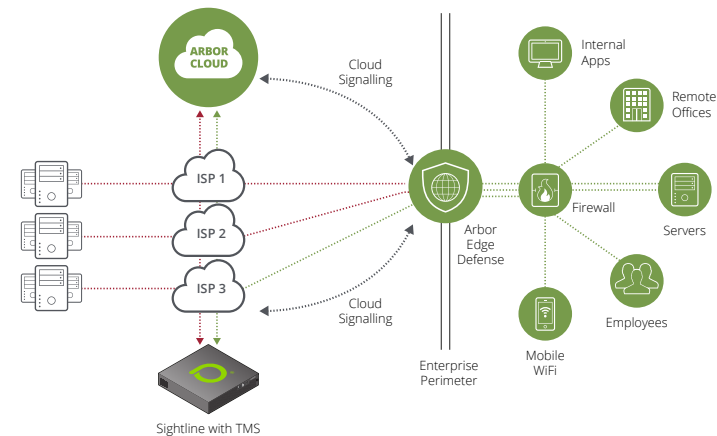 ARBOR
CLOUD
Cloud
Signalling
Internal
Apps
Remote
Offices
ISP 1
ISP 2
ISP 3
Firewall
Servers
Arbor
Edge
Defense
Cloud
Signalling
Employees
Mobile
WiFi
Enterprise
Perimeter
Sightline with TMS